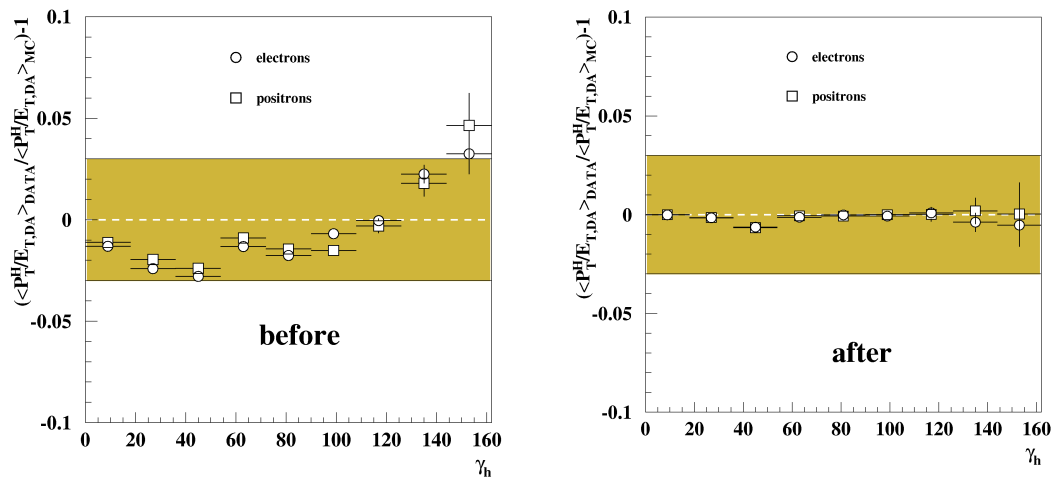 (<P_T^H/E_T,DA>_DATA/<P_T^H/E_T,DA>_MC)-1
0.1
0.05
0
-0.05
-0.1
electrons
positrons
before
0 20 40 60 80 100 120 140 160
γ_h
(<P_T^H/E_T,DA>_DATA/<P_T^H/E_T,DA>_MC)-1
0.1
0.05
0
-0.05
-0.1
electrons
positrons
after
0 20 40 60 80 100 120 140 160
γ_h